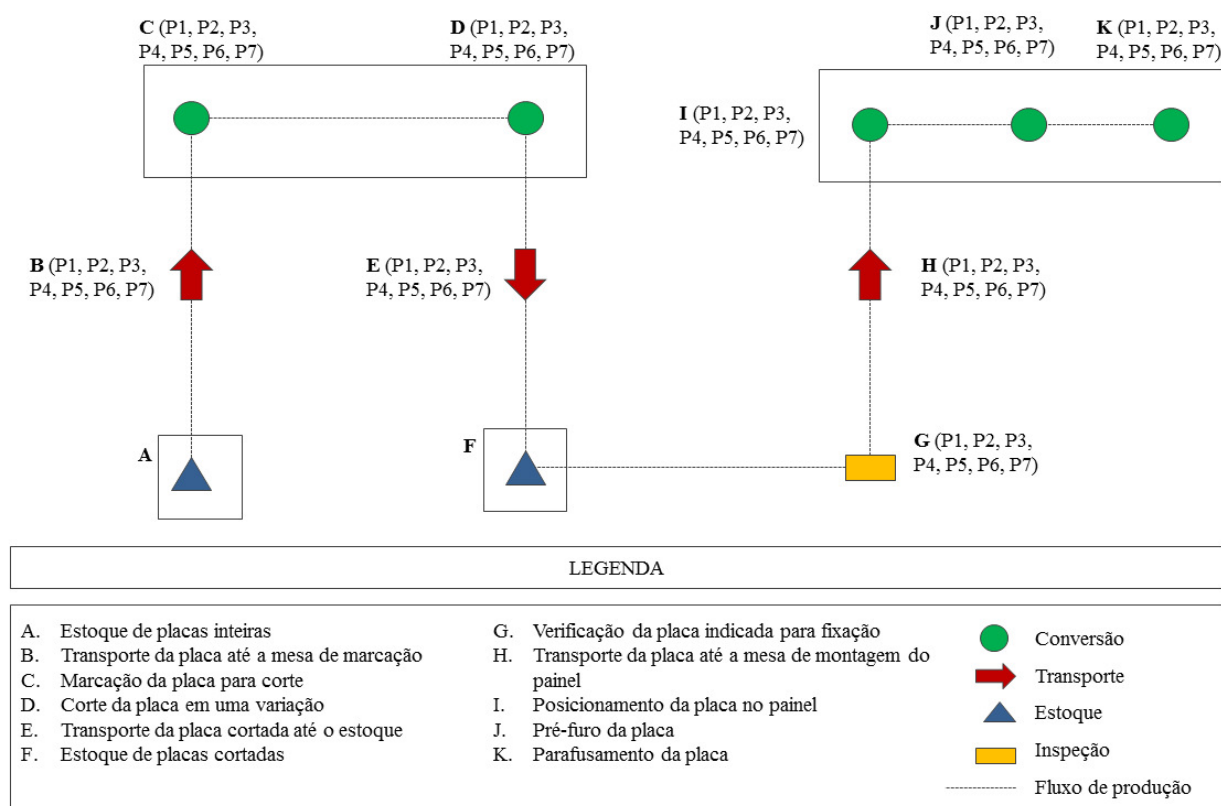 C (P1, P2, P3,
P4, P5, P6, P7)
D (P1, P2, P3,
P4, P5, P6, P7)
J (P1, P2, P3,
P4, P5, P6, P7)
K (P1, P2, P3,
P4, P5, P6, P7)
I (P1, P2, P3,
P4, P5, P6, P7)
B (P1, P2, P3,
P4, P5, P6, P7)
E (P1, P2, P3,
P4, P5, P6, P7)
H (P1, P2, P3,
P4, P5, P6, P7)
A
F
G (P1, P2, P3,
P4, P5, P6, P7)
LEGENDA
A. Estoque de placas inteiras
B. Transporte da placa até a mesa de marcação
C. Marcação da placa para corte
D. Corte da placa em uma variação
E. Transporte da placa cortada até o estoque
F. Estoque de placas cortadas
G. Verificação da placa indicada para fixação
H. Transporte da placa até a mesa de montagem do
painel
I. Posicionamento da placa no painel
J. Pré-furo da placa
K. Parafusamento da placa
Conversão
Transporte
Estoque
Inspeção
Fluxo de produção